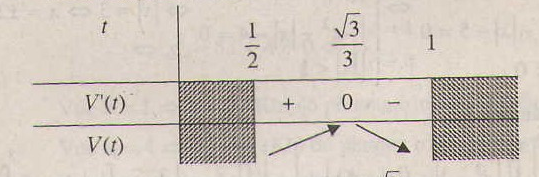 t 1/2 √3/3 1
V'(t) + 0 −
V(t)